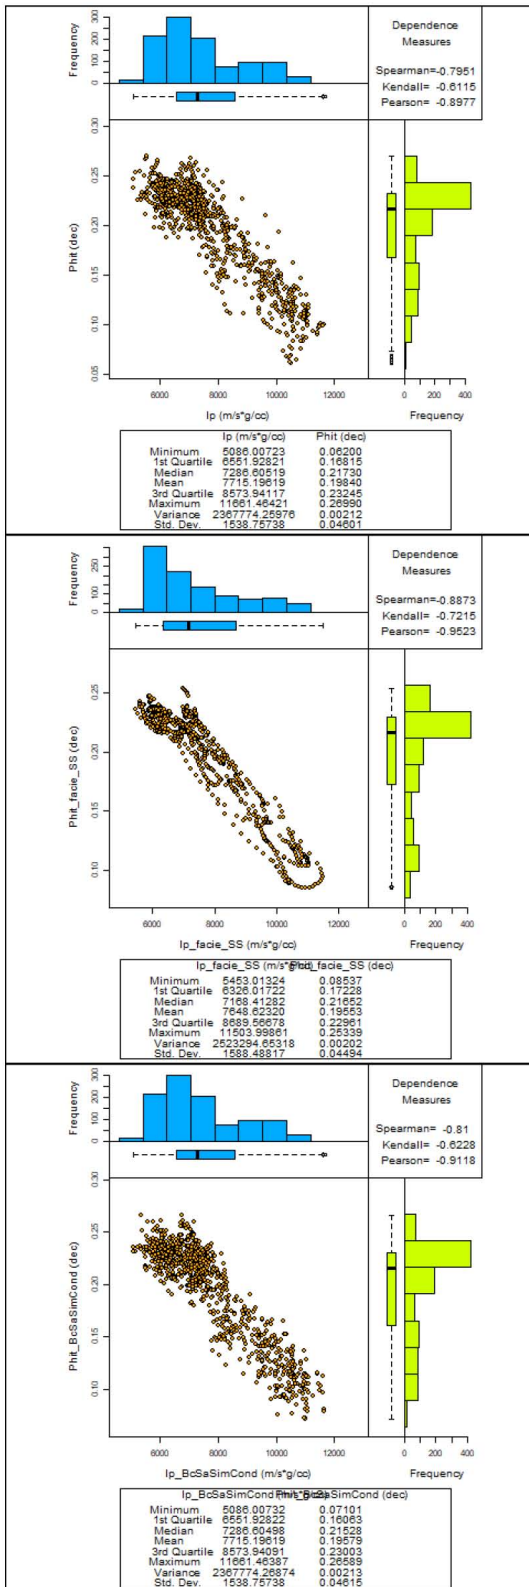 Frequency
0 100 200 300
Dependence
Measures
Spearman=-0.7951
Kendall= -0.6115
Pearson= -0.8977
Phit (dec)
0.30
0.25
0.20
0.15
0.10
0.05
6000 8000 10000 12000
0 200 400
Ip (m/s*g/cc)
Frequency
Ip (m/s*g/cc) Phit (dec)
Minimum 5086.00723 0.06200
1st Quartile 6551.92821 0.16815
Median 7286.60519 0.21730
Mean 7715.19619 0.19840
3rd Quartile 8573.94117 0.23245
Maximum 11661.46421 0.26990
Variance 2367774.25976 0.00212
Std. Dev. 1538.75738 0.04601
Frequency
0 100 250
Dependence
Measures
Spearman=-0.8873
Kendall= -0.7215
Pearson= -0.9523
Phit_facie_SS (dec)
0.25
0.20
0.15
0.10
6000 8000 10000 12000
0 200 400
Ip_facie_SS (m/s*g/cc)
Frequency
Ip_facie_SS (m/s*g/cc) Phit_facie_SS (dec)
Minimum 5453.01324 0.08537
1st Quartile 6326.01722 0.17228
Median 7168.41282 0.21652
Mean 7648.62320 0.19553
3rd Quartile 8689.56678 0.22961
Maximum 11503.99864 0.25339
Variance 2523294.65318 0.00202
Std. Dev. 1588.48817 0.04494
Frequency
0 100 200 300
Dependence
Measures
Spearman= -0.81
Kendall= -0.6228
Pearson= -0.9118
Phit_BcSaSimCond (dec)
0.30
0.25
0.20
0.15
0.10
6000 8000 10000 12000
0 200 400
Ip_BcSaSimCond (m/s*g/cc)
Frequency
Ip_BcSaSimCond (m/s*g/cc) Phit_BcSaSimCond (dec)
Minimum 5086.00732 0.07101
1st Quartile 6551.92822 0.16063
Median 7286.60498 0.21528
Mean 7715.19619 0.19579
3rd Quartile 8573.94091 0.23003
Maximum 11661.46387 0.26589
Variance 2367774.26874 0.00213
Std. Dev. 1538.75738 0.04615